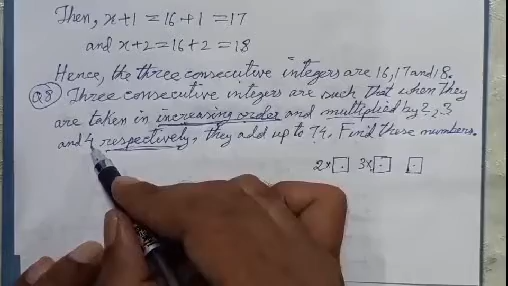 Then, x+1 = 16+1 = 17
and x+2 = 16+2 = 18
Hence, the three consecutive integers are 16, 17 and 18.
Q8 Three consecutive integers are such that when they
are taken in increasing order and multiplied by 2, 3
and 4 respectively, they add up to 74. Find these numbers.
2× 3×